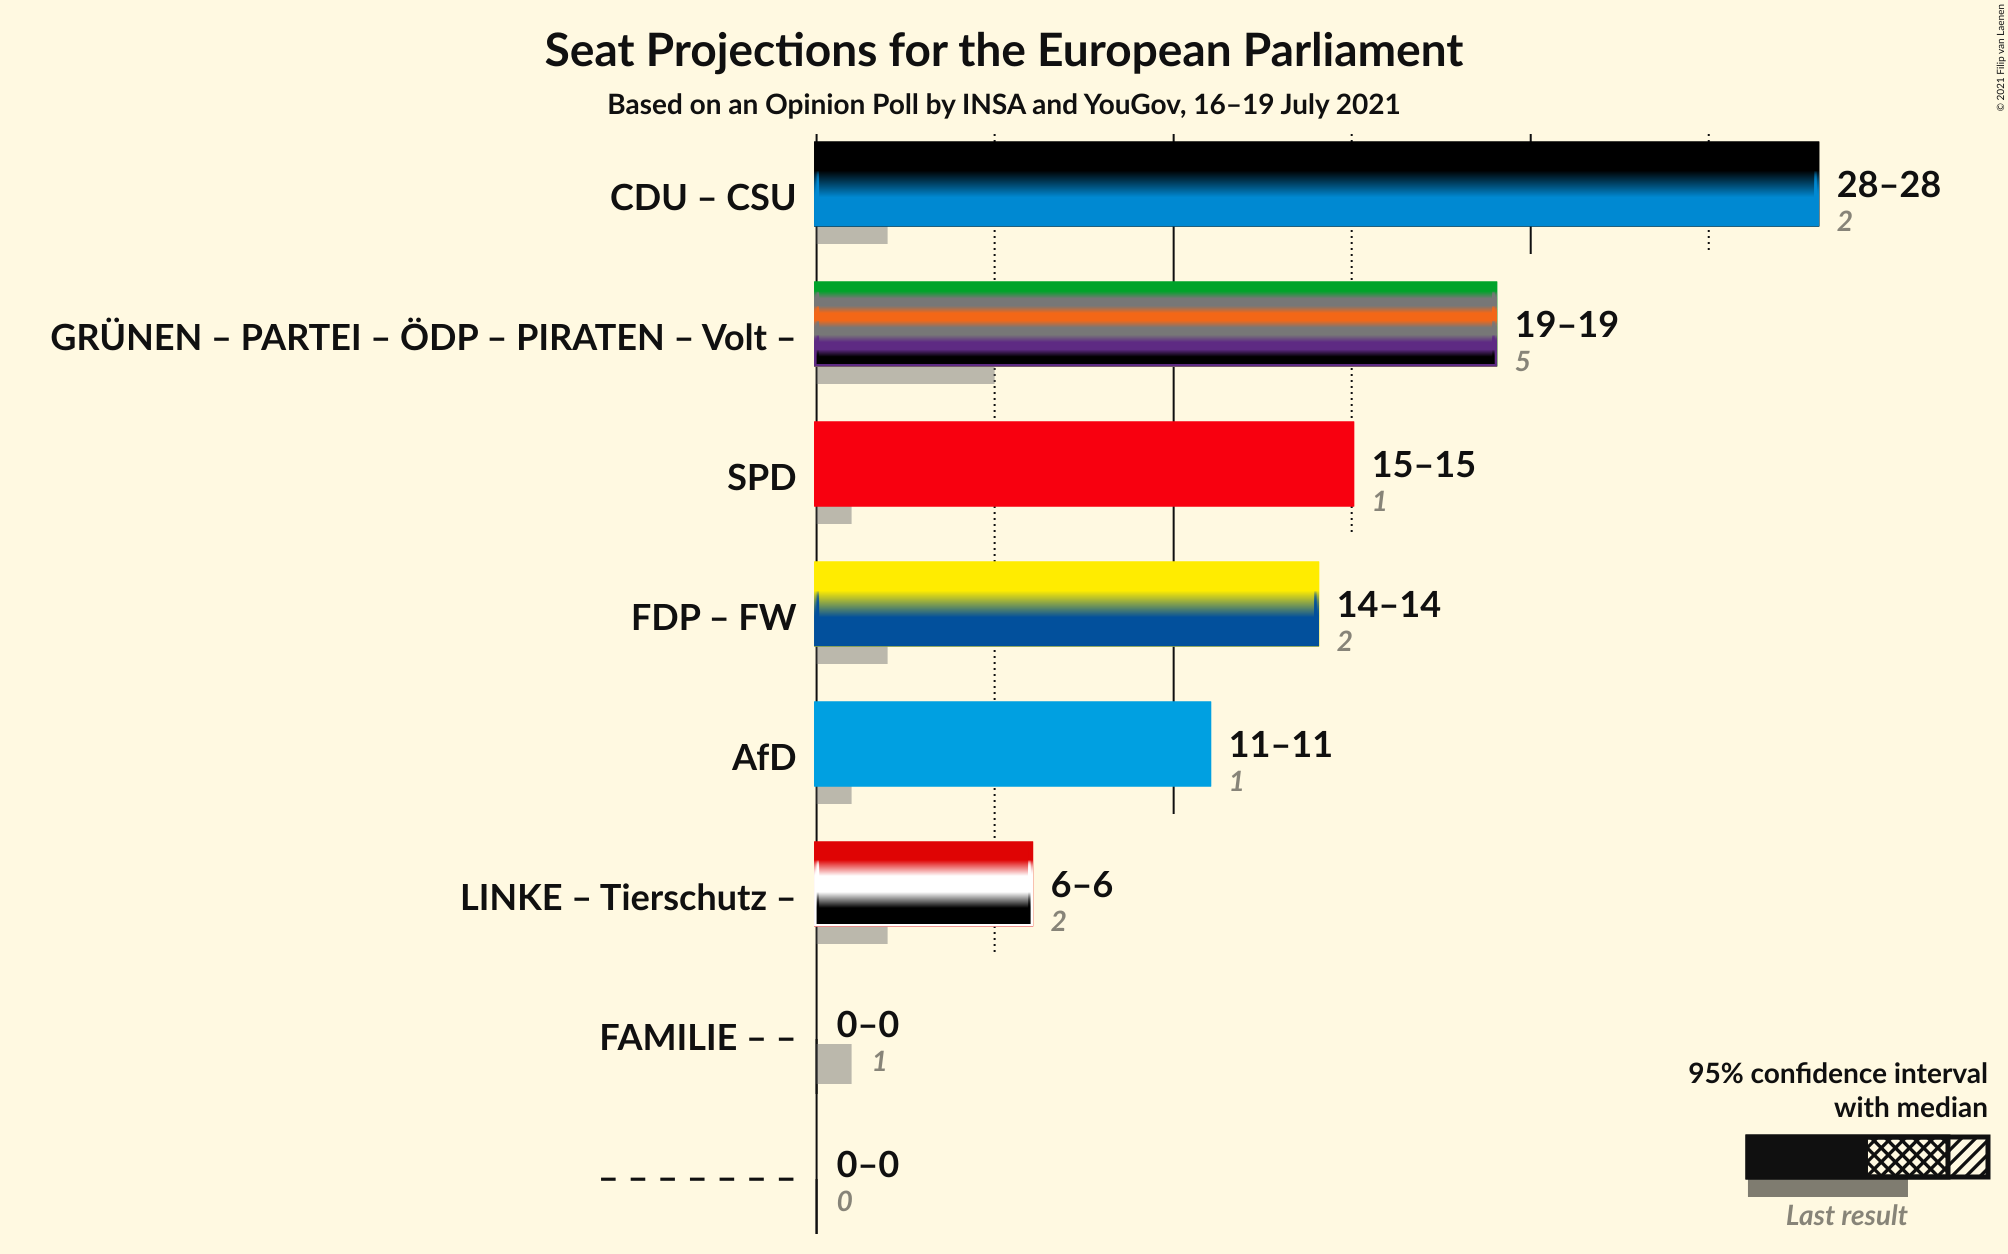 Seat Projections for the European Parliament
Based on an Opinion Poll by INSA and YouGov, 16–19 July 2021
© 2021 Filip van Laenen
CDU – CSU
28–28
2
GRÜNEN – PARTEI – ÖDP – PIRATEN – Volt –
19–19
5
SPD
15–15
1
FDP – FW
14–14
2
AfD
11–11
1
LINKE – Tierschutz –
6–6
2
FAMILIE – –
0–0
1
– – – – – – –
0–0
0
95% confidence interval
with median
Last result